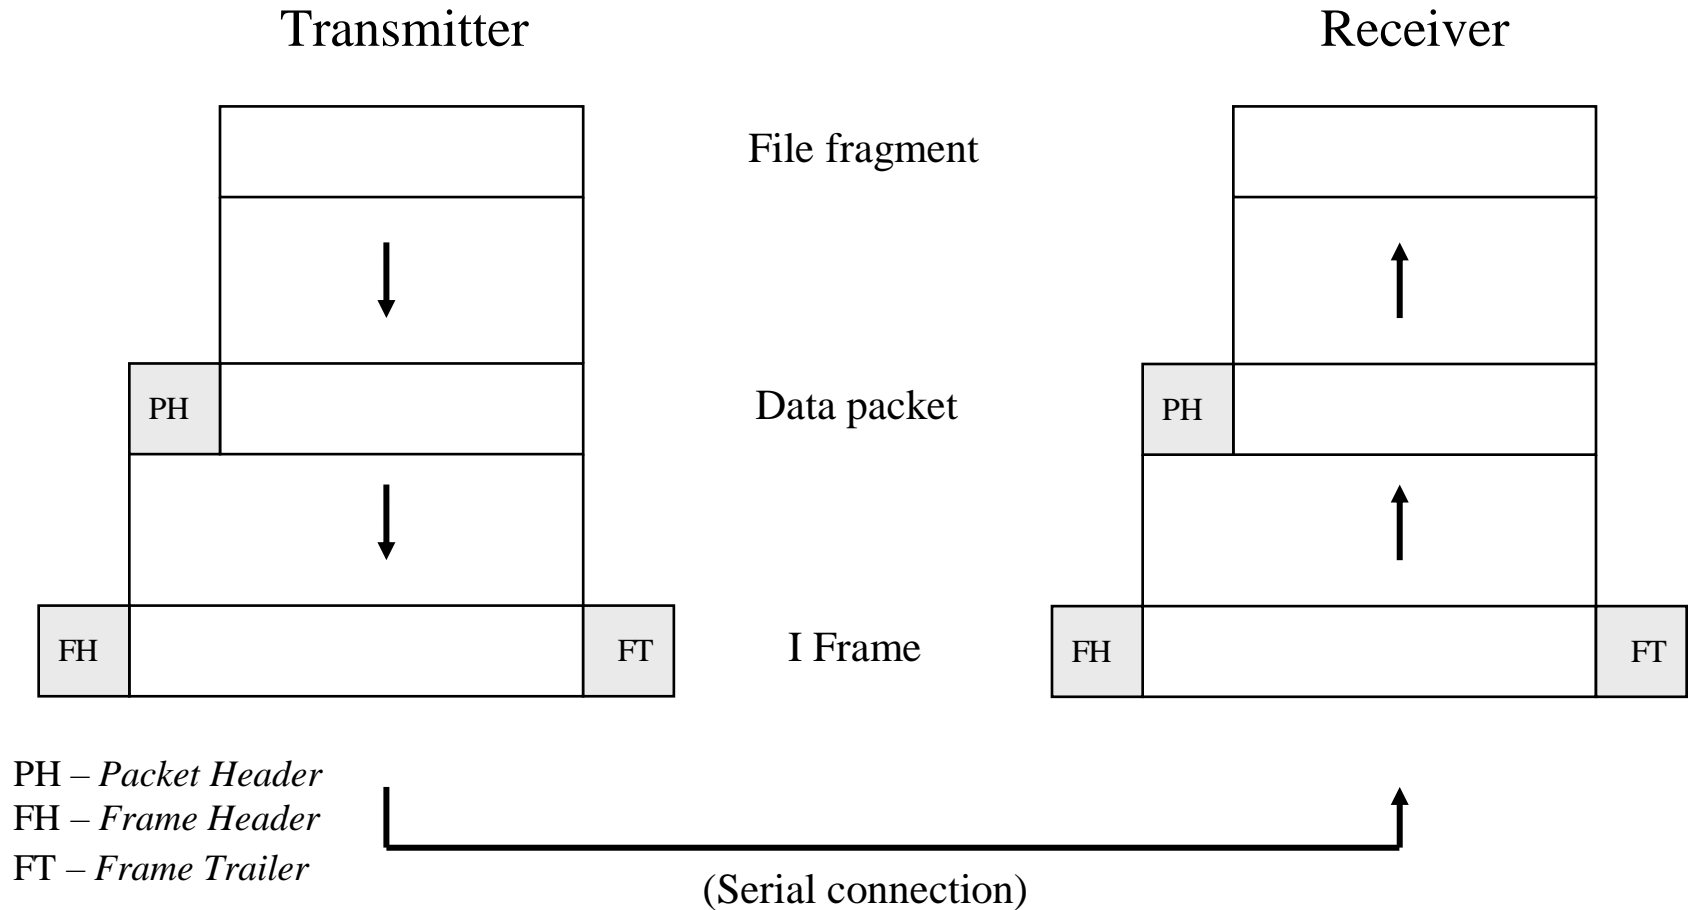 Transmitter
Receiver
File fragment
PH
Data packet
PH
FH
FT
I Frame
FH
FT
PH – Packet Header
FH – Frame Header
FT – Frame Trailer
(Serial connection)